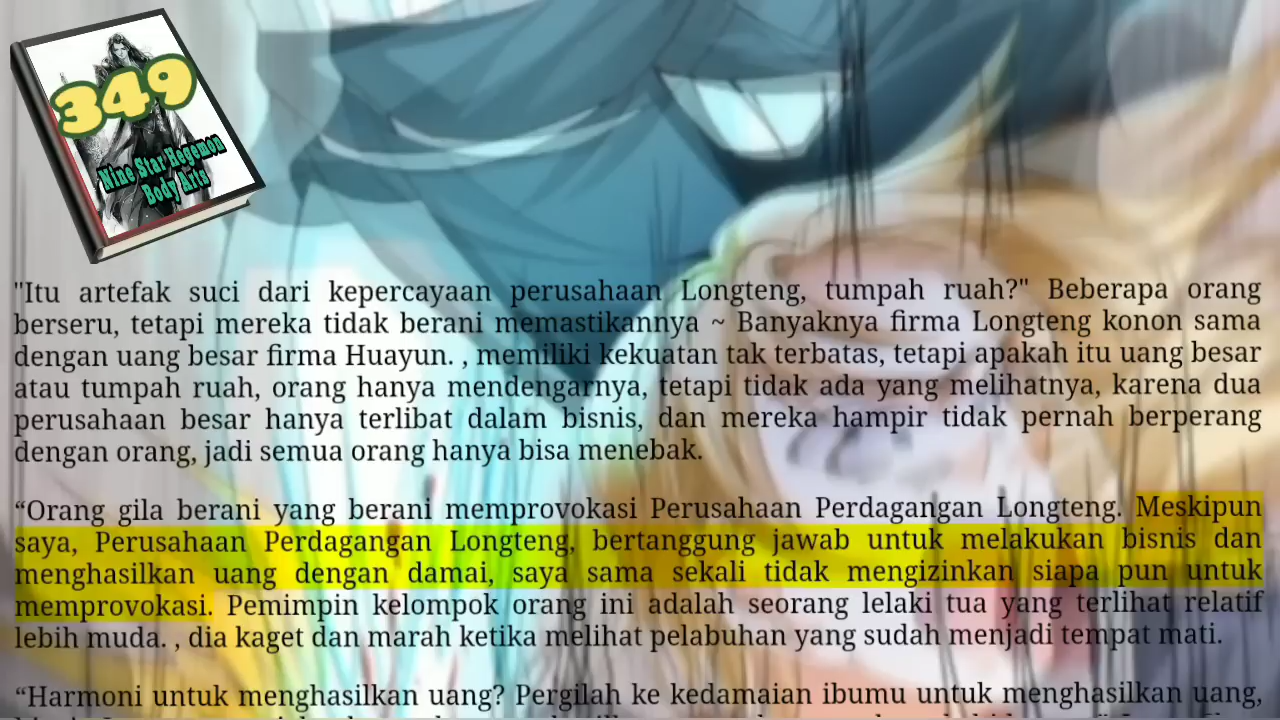 349
Nine Star Hegemon
Body Arts
"Itu artefak suci dari kepercayaan perusahaan Longteng, tumpah ruah?" Beberapa orang
berseru, tetapi mereka tidak berani memastikannya ~ Banyaknya firma Longteng konon sama
dengan uang besar firma Huayun. , memiliki kekuatan tak terbatas, tetapi apakah itu uang besar
atau tumpah ruah, orang hanya mendengarnya, tetapi tidak ada yang melihatnya, karena dua
perusahaan besar hanya terlibat dalam bisnis, dan mereka hampir tidak pernah berperang
dengan orang, jadi semua orang hanya bisa menebak.
“Orang gila berani yang berani memprovokasi Perusahaan Perdagangan Longteng. Meskipun
saya, Perusahaan Perdagangan Longteng, bertanggung jawab untuk melakukan bisnis dan
menghasilkan uang dengan damai, saya sama sekali tidak mengizinkan siapa pun untuk
memprovokasi. Pemimpin kelompok orang ini adalah seorang lelaki tua yang terlihat relatif
lebih muda. , dia kaget dan marah ketika melihat pelabuhan yang sudah menjadi tempat mati.
“Harmoni untuk menghasilkan uang? Pergilah ke kedamaian ibumu untuk menghasilkan uang,